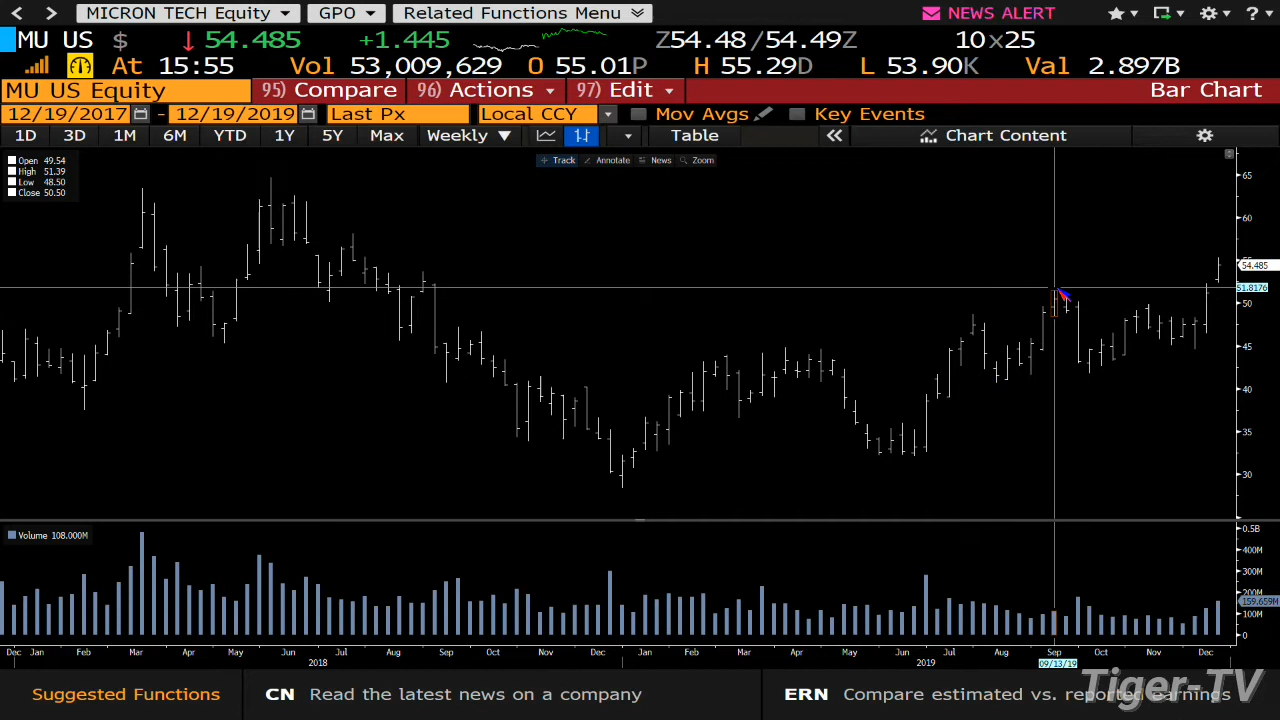 MICRON TECH Equity GPO Related Functions Menu NEWS ALERT ?
MU US $ ↓ 54.485 +1.445 Z54.48/54.49Z 10x25
At 15:55 Vol 53,009,629 O 55.01P H 55.29D L 53.90K Val 2.897B
MU US Equity 95) Compare 96) Actions 97) Edit Bar Chart
12/19/2017 - 12/19/2019 Last Px Local CCY Mov Avgs Key Events
1D 3D 1M 6M YTD 1Y 5Y Max Weekly Table Chart Content
Track Annotate News Zoom
Open 49.54
High 51.39
Low 48.50
Close 50.50
65
60
55
54.485
51.8176
50
45
40
35
30
Volume 108.000M
0.5B
400M
300M
200M
159.659M
100M
0
Dec Jan Feb Mar Apr May Jun Jul Aug Sep Oct Nov Dec Jan Feb Mar Apr May Jun Jul Aug Sep Oct Nov Dec
2018 2019 09/13/19
Suggested Functions CN Read the latest news on a company ERN Compare estimated vs. reported earnings
Tiger-TV